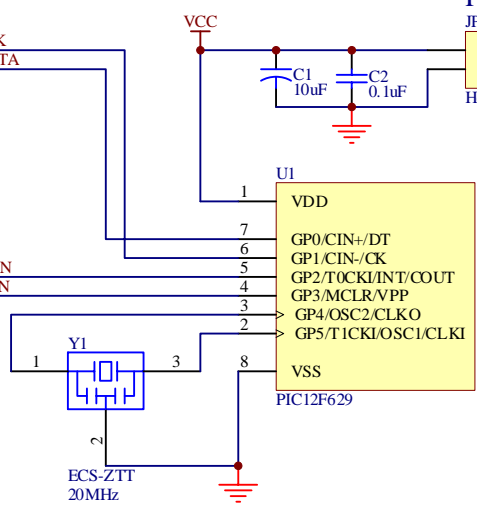 VCC
JP
K
TA
C1
10uF
C2
0.1uF
H
U1
1
VDD
7
GP0/CIN+/DT
6
GP1/CIN-/CK
N
5
GP2/T0CKI/INT/COUT
N
4
GP3/MCLR/VPP
3
GP4/OSC2/CLKO
2
GP5/T1CKI/OSC1/CLKI
Y1
1
3
8
VSS
PIC12F629
2
ECS-ZTT
20MHz